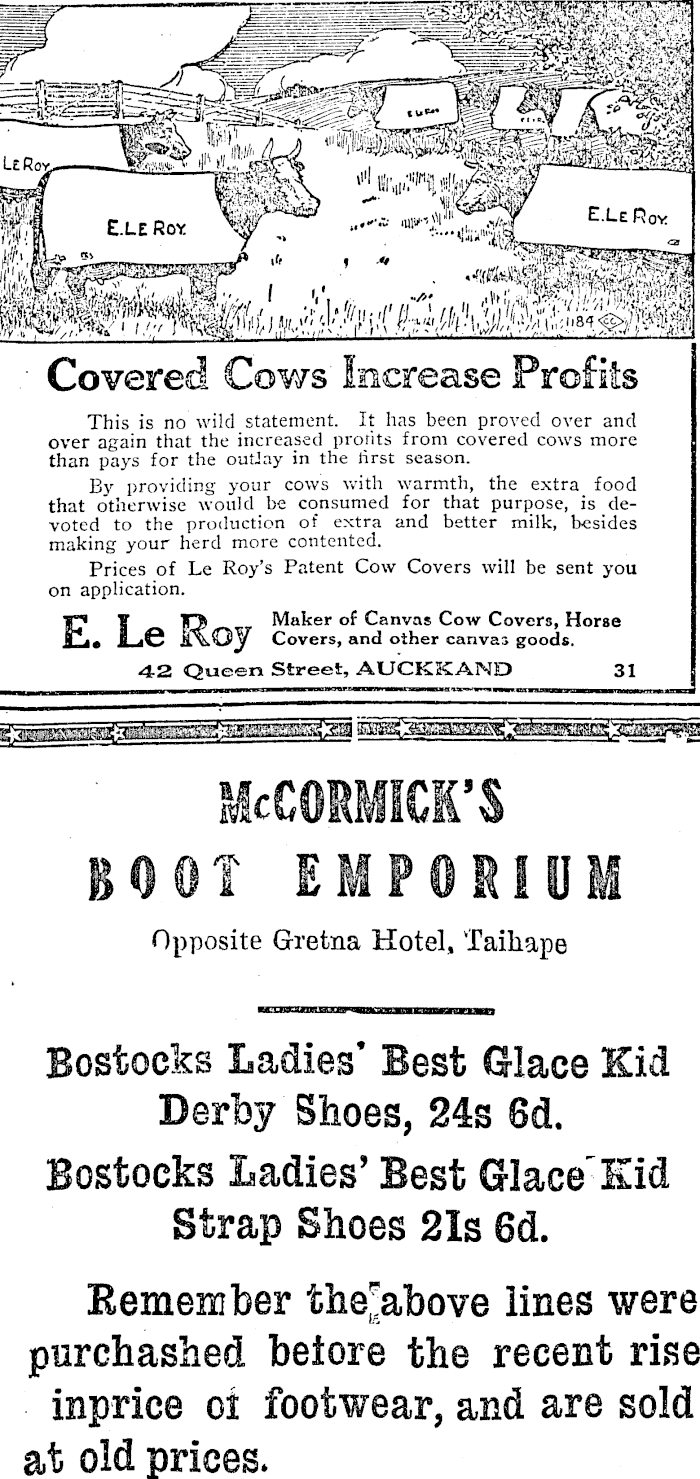 E. LE ROY
LE ROY
E. LE ROY
E. LE ROY.
184
Covered Cows Increase Profits
This is no wild statement. It has been proved over and
over again that the increased profits from covered cows more
than pays for the outlay in the first season.
By providing your cows with warmth, the extra food
that otherwise would be consumed for that purpose, is de-
voted to the production of extra and better milk, besides
making your herd more contented.
Prices of Le Roy's Patent Cow Covers will be sent you
on application.
E. Le Roy
Maker of Canvas Cow Covers, Horse
Covers, and other canvas goods.
42 Queen Street, AUCKKAND 31
McCORMICK'S
BOOT EMPORIUM
Opposite Gretna Hotel, Taihape
Bostocks Ladies' Best Glace Kid
Derby Shoes, 24s 6d.
Bostocks Ladies' Best Glace Kid
Strap Shoes 21s 6d.
Remember the above lines were
purchashed before the recent rise
inprice of footwear, and are sold
at old prices.